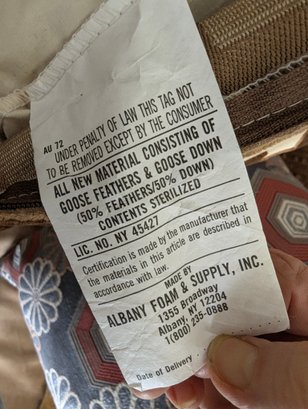 AU 72
UNDER PENALTY OF LAW THIS TAG NOT
TO BE REMOVED EXCEPT BY THE CONSUMER
ALL NEW MATERIAL CONSISTING OF
GOOSE FEATHERS & GOOSE DOWN
(50% FEATHERS/50% DOWN)
CONTENTS STERILIZED
LIC. NO. NY 45427
Certification is made by the manufacturer that
the materials in this article are described in
accordance with law.
MADE BY
ALBANY FOAM & SUPPLY, INC.
1355 Broadway
Albany, NY 12204
1(800) 235-0888
Date of Delivery